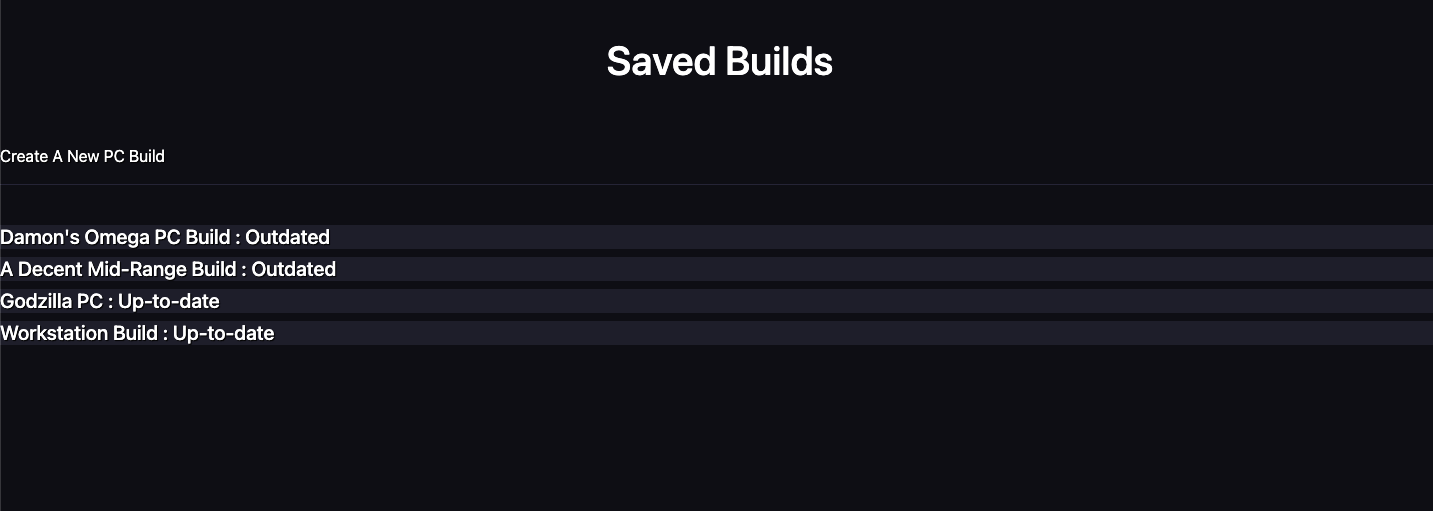 Saved Builds
Create A New PC Build
Damon's Omega PC Build : Outdated
A Decent Mid-Range Build : Outdated
Godzilla PC : Up-to-date
Workstation Build : Up-to-date